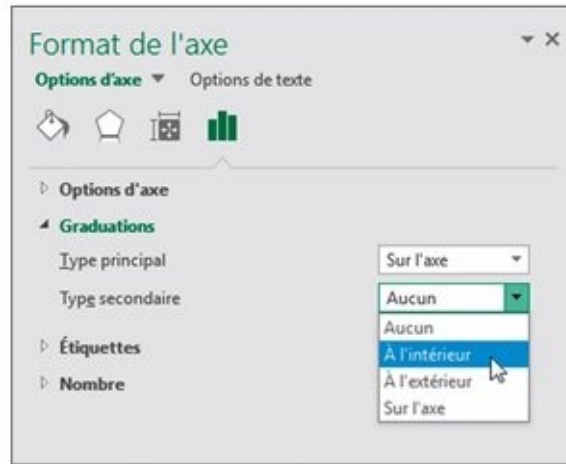 Format de l'axe
Options d'axe Options de texte
Options d'axe
Graduations
Type principal Sur l'axe
Type secondaire Aucun
Aucun
À l'intérieur
À l'extérieur
Sur l'axe
Étiquettes
Nombre